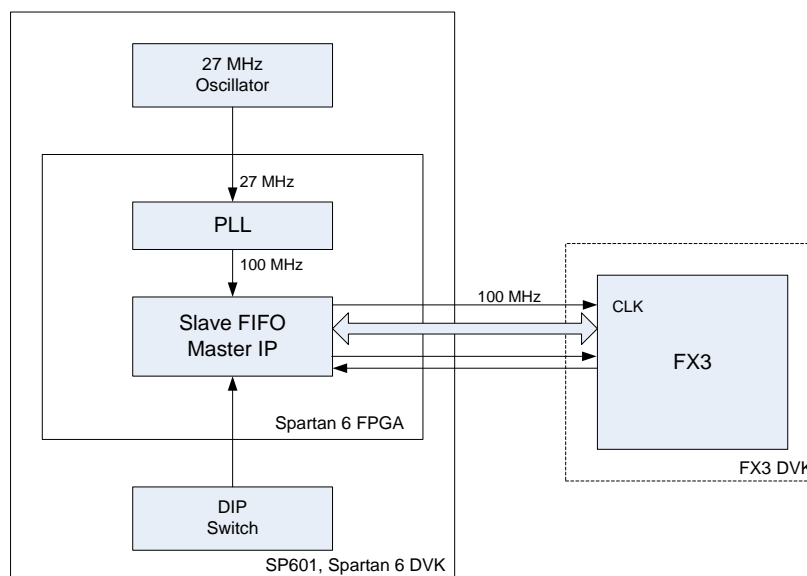 27 MHz
Oscillator
27 MHz
PLL
100 MHz
Slave FIFO
Master IP
100 MHz
CLK
FX3
Spartan 6 FPGA
FX3 DVK
DIP
Switch
SP601, Spartan 6 DVK